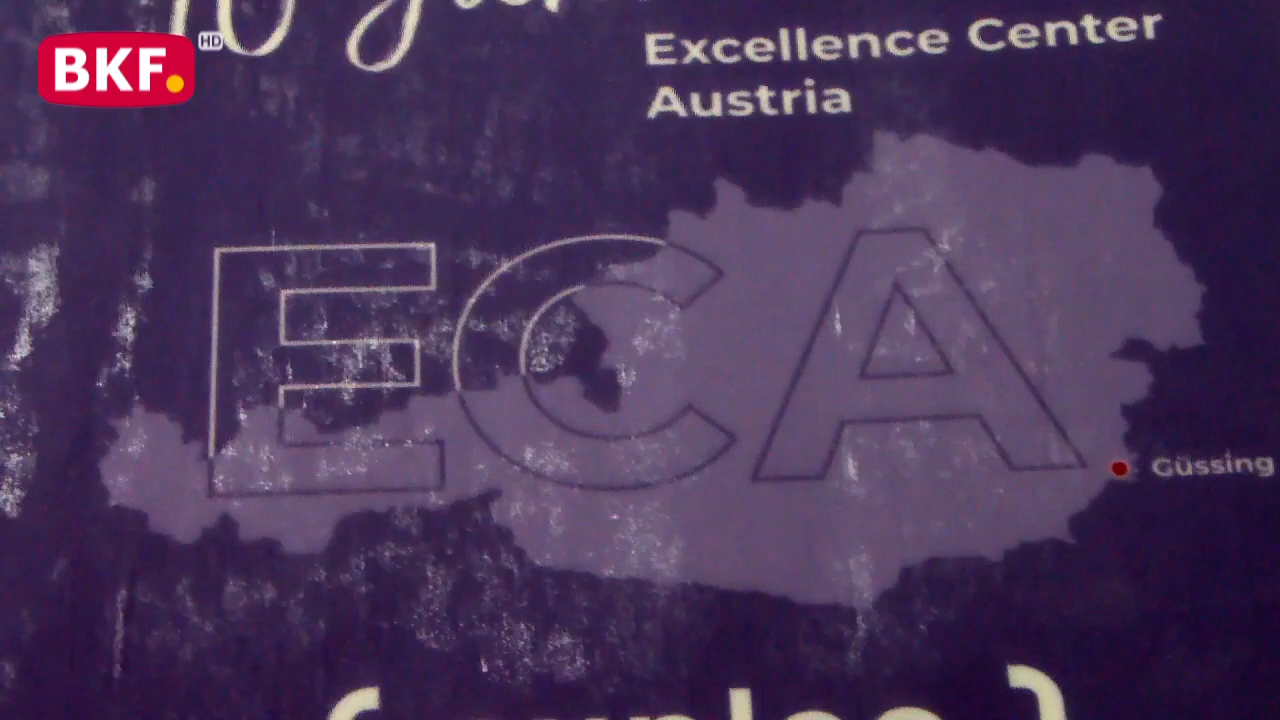 BKF.
HD
Excellence Center
Austria
ECA
Güssing